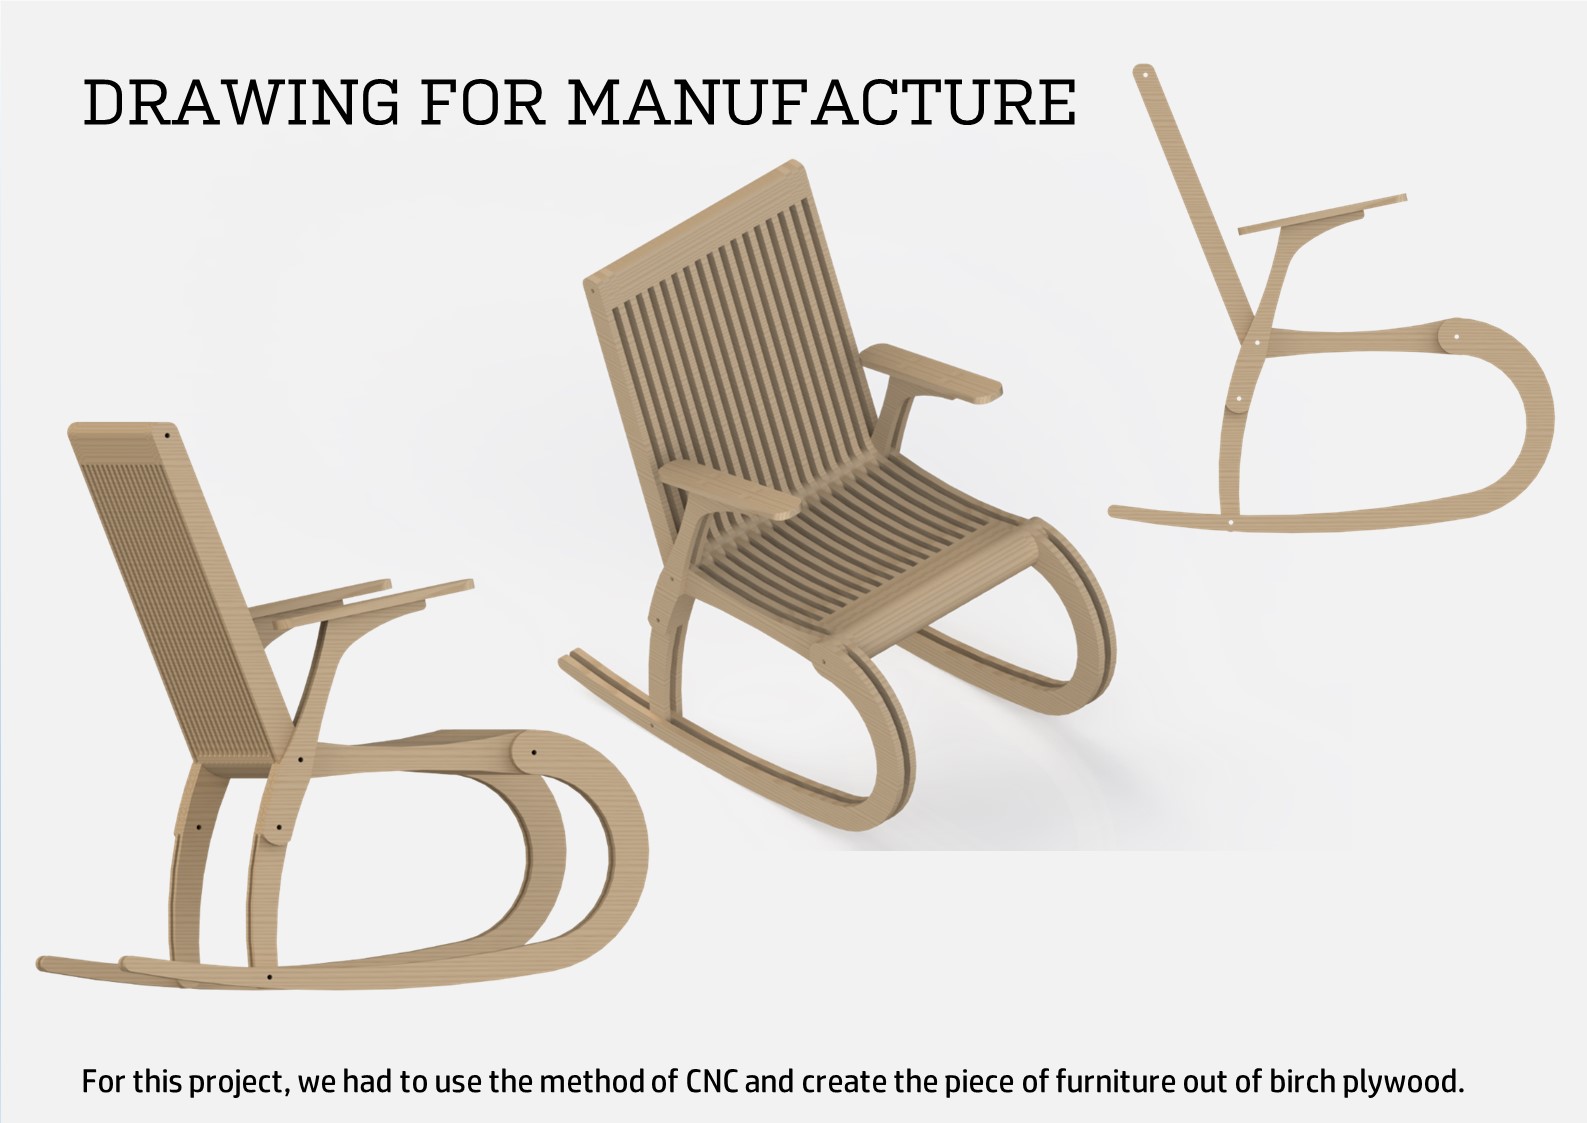 DRAWING FOR MANUFACTURE
For this project, we had to use the method of CNC and create the piece of furniture out of birch plywood.